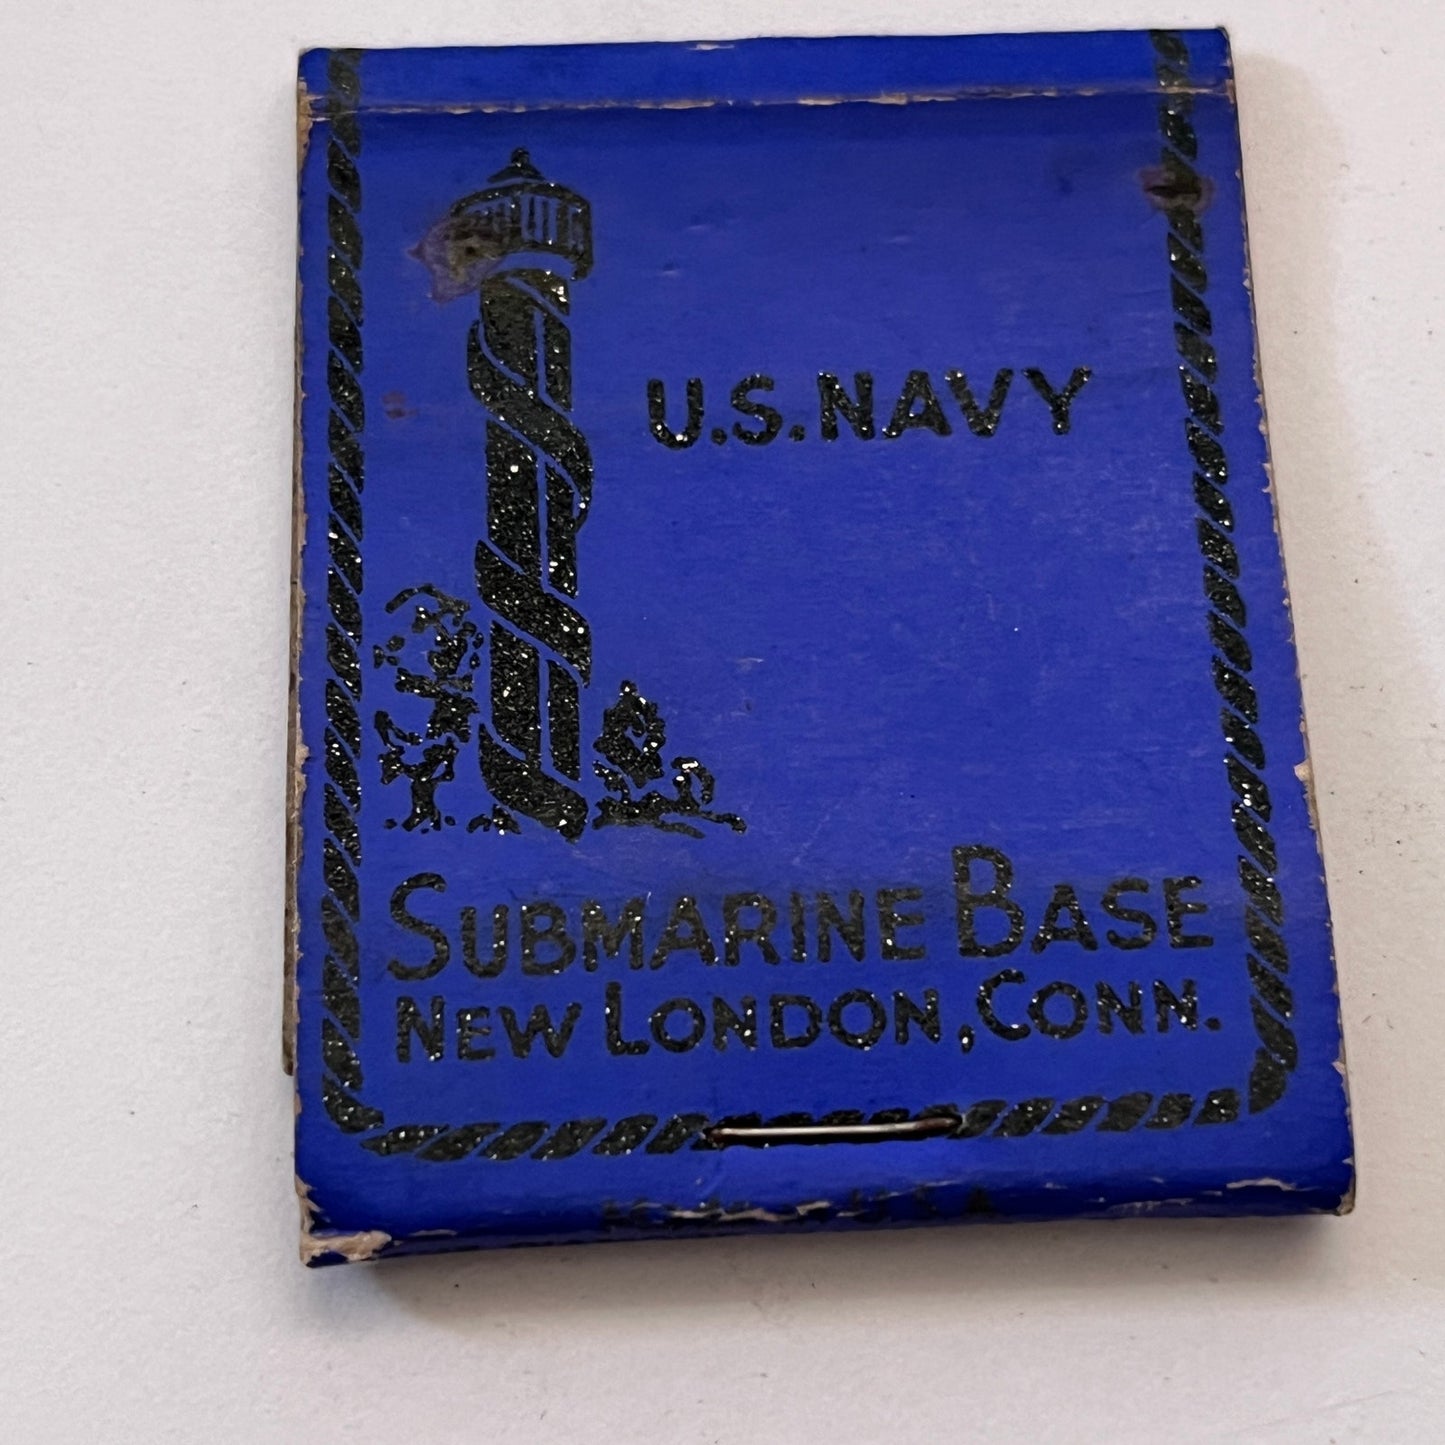 U.S. NAVY
SUBMARINE BASE
NEW LONDON, CONN.
U.S.A.